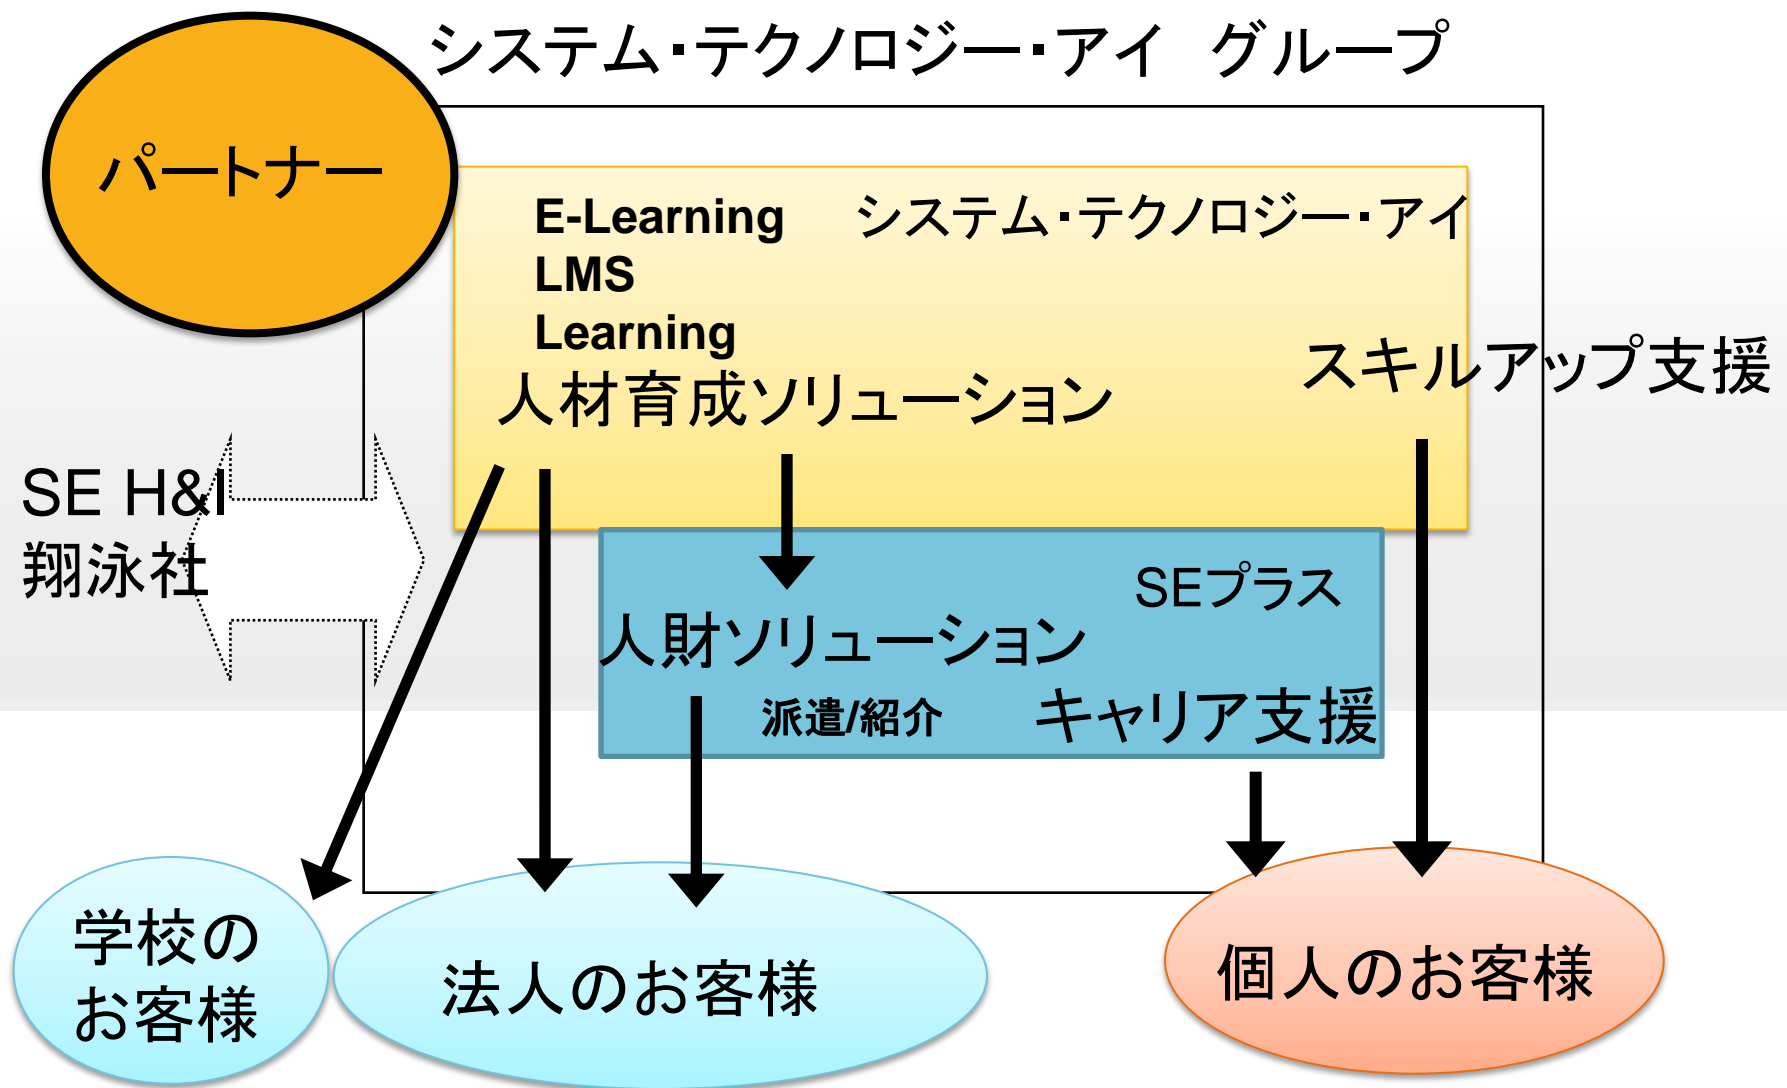 システム・テクノロジー・アイ　グループ
パートナー
E-Learning
システム・テクノロジー・アイ
LMS
Learning
人材育成ソリューション
スキルアップ支援
SE H&I
翔泳社
SEプラス
人財ソリューション
派遣/紹介
キャリア支援
学校の
お客様
法人のお客様
個人のお客様